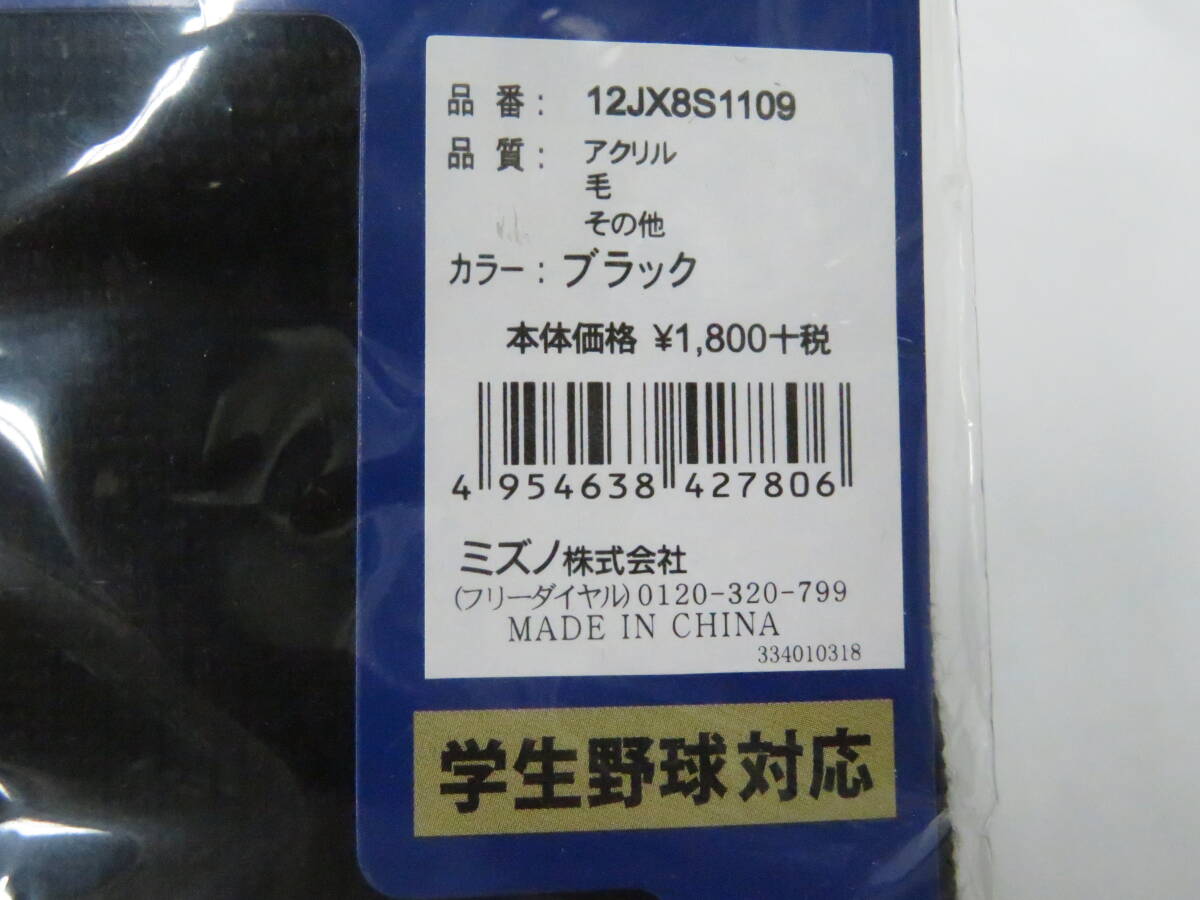 品 番 : 12JX8S1109
品 質 : アクリル
毛
その他
カラー : ブラック
本体価格 ¥1,800+税
4 954638 427806
ミズノ株式会社
(フリーダイヤル)0120-320-799
MADE IN CHINA
334010318
学生野球対応